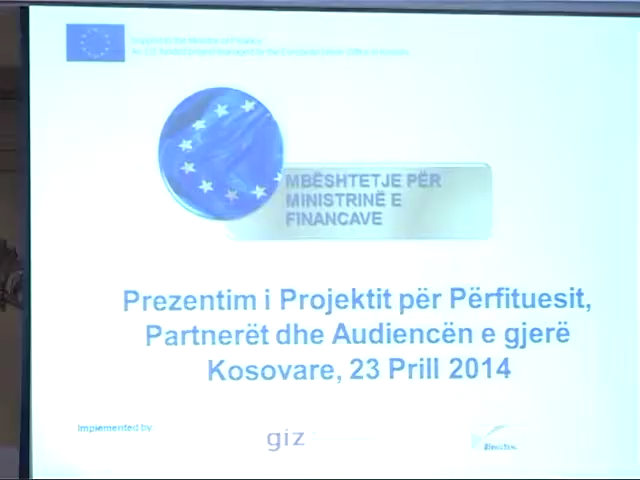 MBËSHTETJE PËR
MINISTRINË E
FINANCAVE
Prezentim i Projektit për Përfituesit,
Partnerët dhe Audiencën e gjerë
Kosovare, 23 Prill 2014
Implemented by
giz